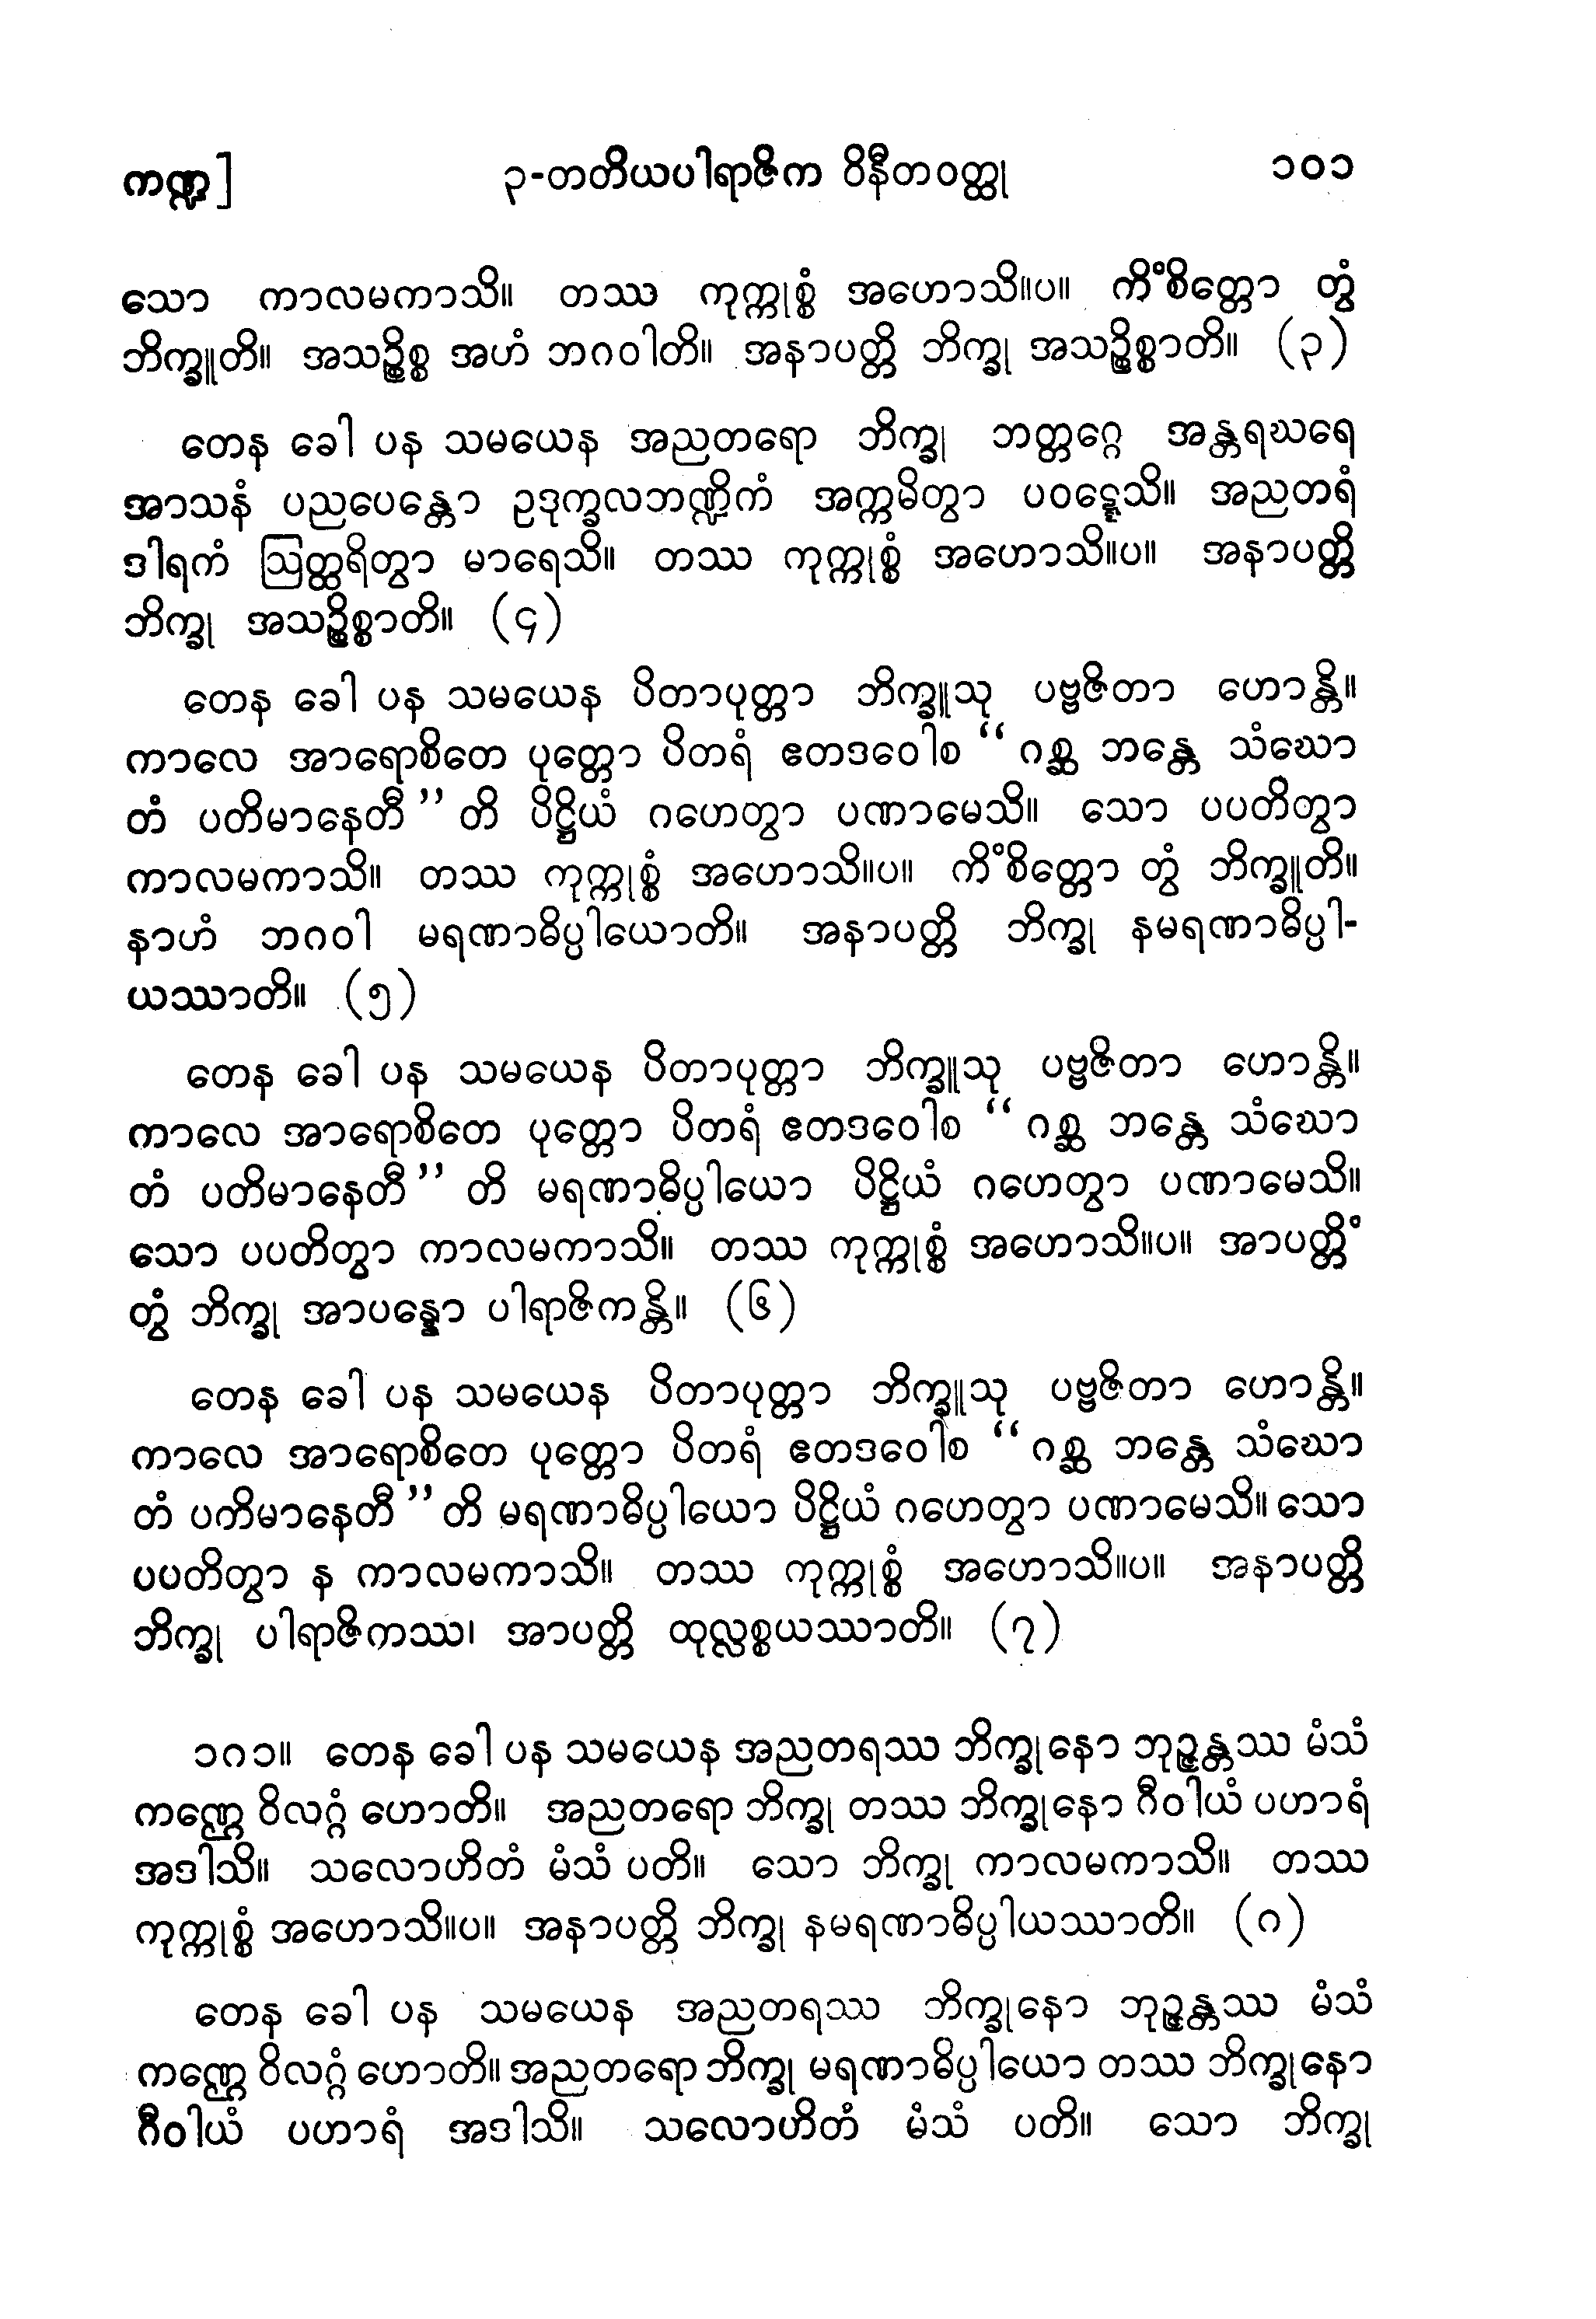 ကဏ္ဍ] ၃-တတိယပါရာဇိက ဝိနီတဝတ္ထု ၁၀၁
သော ကာလမကာသိ။ တဿ ကုက္ကုစ္စံ အဟောသိ။ပ။ ကိံစိတ္တော တွံ
ဘိက္ခူတိ။ အသဉ္စိစ္စ အဟံ ဘဂဝါတိ။ အနာပတ္တိ ဘိက္ခု အသဉ္စိစ္စာတိ။ (၃)
တေန ခေါ ပန သမယေန အညတရော ဘိက္ခု ဘတ္တဂ္ဂေ အန္တရဃရေ
အာသနံ ပညပေန္တော ဥဒုက္ခလဘဏ္ဍိကံ အက္ကမိတွာ ပဝဋ္ဋေသိ။ အညတရံ
ဒါရကံ ဩတ္ထရိတွာ မာရေသိ။ တဿ ကုက္ကုစ္စံ အဟောသိ။ပ။ အနာပတ္တိ
ဘိက္ခု အသဉ္စိစ္စာတိ။ (၄)
တေန ခေါ ပန သမယေန ပိတာပုတ္တာ ဘိက္ခူသု ပဗ္ဗဇိတာ ဟောန္တိ။
ကာလေ အာရောစိတေ ပုတ္တော ပိတရံ ဧတဒဝေါစ “ ဂစ္ဆ ဘန္တေ သံဃော
တံ ပတိမာနေတီ ” တိ ပိဋ္ဌိယံ ဂဟေတွာ ပဏာမေသိ။ သော ပပတိတွာ
ကာလမကာသိ။ တဿ ကုက္ကုစ္စံ အဟောသိ။ပ။ ကိံစိတ္တော တွံ ဘိက္ခူတိ။
နာဟံ ဘဂဝါ မရဏာဓိပ္ပါယောတိ။ အနာပတ္တိ ဘိက္ခု နမရဏာဓိပ္ပါ-
ယဿာတိ။ (၅)
တေန ခေါ ပန သမယေန ပိတာပုတ္တာ ဘိက္ခူသု ပဗ္ဗဇိတာ ဟောန္တိ။
ကာလေ အာရောစိတေ ပုတ္တော ပိတရံ ဧတဒဝေါစ “ ဂစ္ဆ ဘန္တေ သံဃော
တံ ပတိမာနေတီ ” တိ မရဏာဓိပ္ပါယော ပိဋ္ဌိယံ ဂဟေတွာ ပဏာမေသိ။
သော ပပတိတွာ ကာလမကာသိ။ တဿ ကုက္ကုစ္စံ အဟောသိ။ပ။ အာပတ္တိံ
တွံ ဘိက္ခု အာပန္နော ပါရာဇိကန္တိ။ (၆)
တေန ခေါ ပန သမယေန ပိတာပုတ္တာ ဘိက္ခူသု ပဗ္ဗဇိတာ ဟောန္တိ။
ကာလေ အာရောစိတေ ပုတ္တော ပိတရံ ဧတဒဝေါစ “ ဂစ္ဆ ဘန္တေ သံဃော
တံ ပတိမာနေတီ ” တိ မရဏာဓိပ္ပါယော ပိဋ္ဌိယံ ဂဟေတွာ ပဏာမေသိ။ သော
ပပတိတွာ န ကာလမကာသိ။ တဿ ကုက္ကုစ္စံ အဟောသိ။ပ။ အနာပတ္တိ
ဘိက္ခု ပါရာဇိကဿ၊ အာပတ္တိ ထုလ္လစ္စယဿာတိ။ (၇)
၁၈၁။ တေန ခေါ ပန သမယေန အညတရဿ ဘိက္ခုနော ဘုဉ္ဇန္တဿ မံသံ
ကဏ္ဌေ ဝိလဂ္ဂံ ဟောတိ။ အညတရော ဘိက္ခု တဿ ဘိက္ခုနော ဂီဝါယံ ပဟာရံ
အဒါသိ။ သလောဟိတံ မံသံ ပတိ။ သော ဘိက္ခု ကာလမကာသိ။ တဿ
ကုက္ကုစ္စံ အဟောသိ။ပ။ အနာပတ္တိ ဘိက္ခု နမရဏာဓိပ္ပါယဿာတိ။ (၈)
တေန ခေါ ပန သမယေန အညတရဿ ဘိက္ခုနော ဘုဉ္ဇန္တဿ မံသံ
ကဏ္ဌေ ဝိလဂ္ဂံ ဟောတိ။ အညတရော ဘိက္ခု မရဏာဓိပ္ပါယော တဿ ဘိက္ခုနော
ဂီဝါယံ ပဟာရံ အဒါသိ။ သလောဟိတံ မံသံ ပတိ။ သော ဘိက္ခု